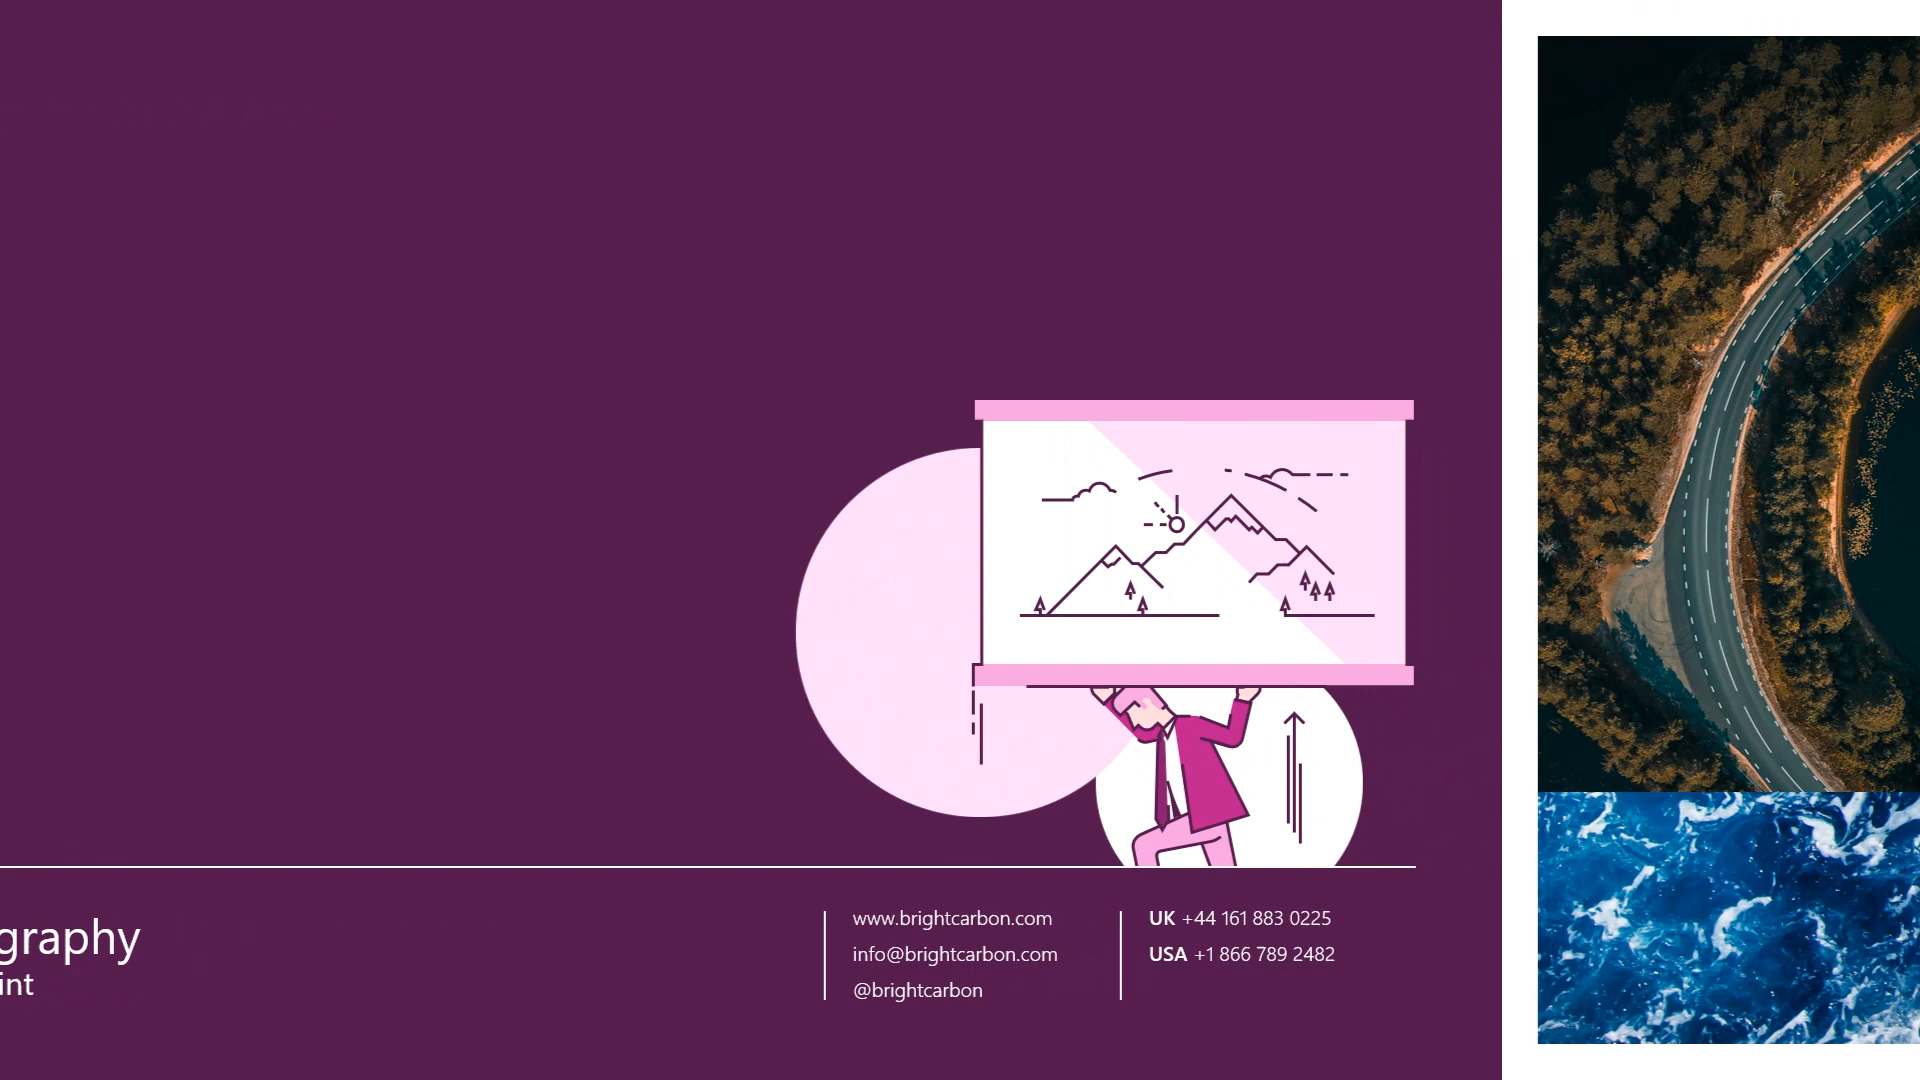 graphy
int
www.brightcarbon.com
info@brightcarbon.com
@brightcarbon
UK +44 161 883 0225
USA +1 866 789 2482